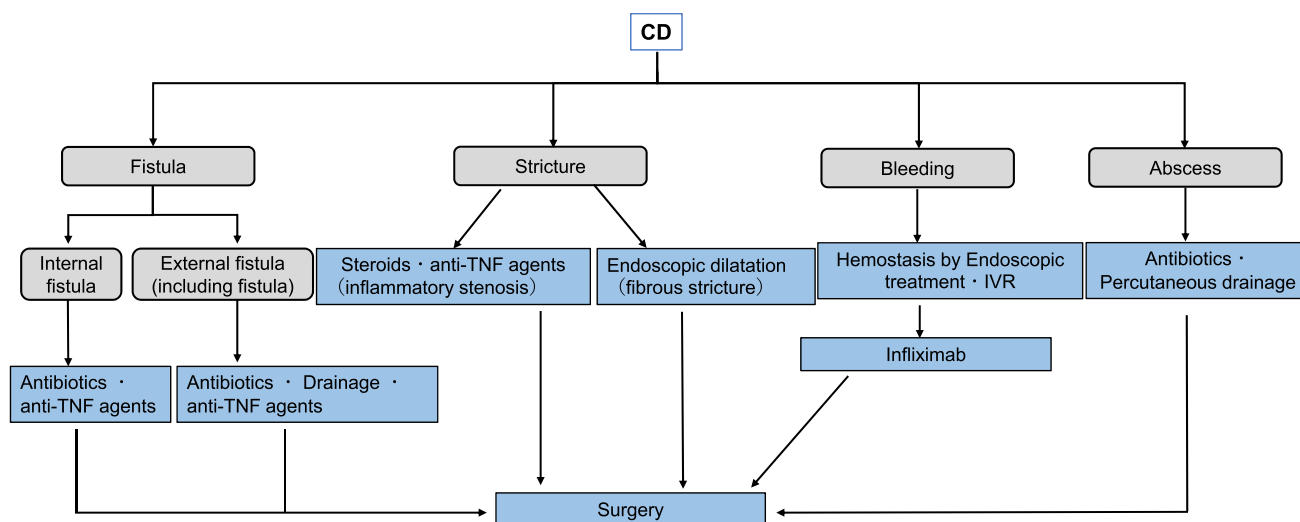 CD
Fistula
Stricture
Bleeding
Abscess
Internal
fistula
External fistula
(including fistula)
Steroids・anti-TNF agents
（inflammatory stenosis）
Endoscopic dilatation
（fibrous stricture）
Hemostasis by Endoscopic
treatment・IVR
Antibiotics・
Percutaneous drainage
Infliximab
Antibiotics・
anti-TNF agents
Antibiotics・Drainage・
anti-TNF agents
Surgery